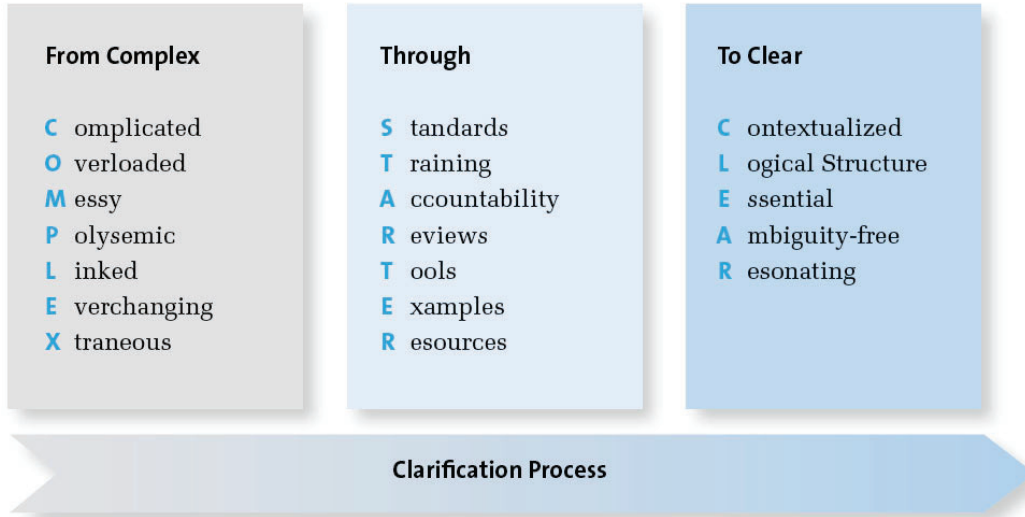 From Complex
C omplicated
O verloaded
M essy
P olysemic
L inked
E verchanging
X traneous
Through
S tandards
T raining
A ccountability
R eviews
T ools
E xamples
R esources
To Clear
C ontextualized
L ogical Structure
E ssential
A mbiguity-free
R esonating
Clarification Process